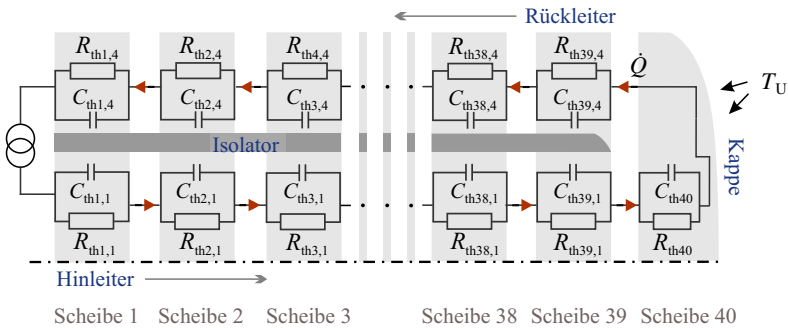 Rückleiter
R_th1,4 R_th2,4 R_th4,4 R_th38,4 R_th39,4 Q̇
T_U
C_th1,4 C_th2,4 C_th3,4 C_th38,4 C_th39,4
Isolator
Kappe
C_th1,1 C_th2,1 C_th3,1 C_th38,1 C_th39,1 C_th40
R_th1,1 R_th2,1 R_th3,1 R_th38,1 R_th39,1 R_th40
Hinleiter
Scheibe 1 Scheibe 2 Scheibe 3 Scheibe 38 Scheibe 39 Scheibe 40